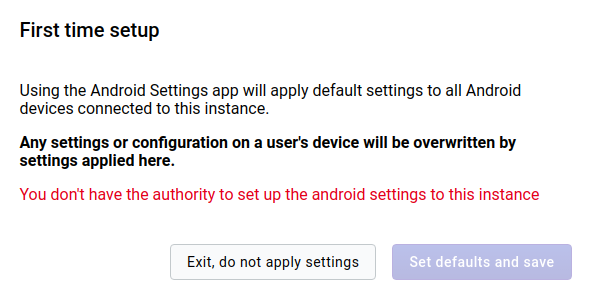 First time setup
Using the Android Settings app will apply default settings to all Android
devices connected to this instance.
Any settings or configuration on a user's device will be overwritten by
settings applied here.
You don't have the authority to set up the android settings to this instance
Exit, do not apply settings
Set defaults and save